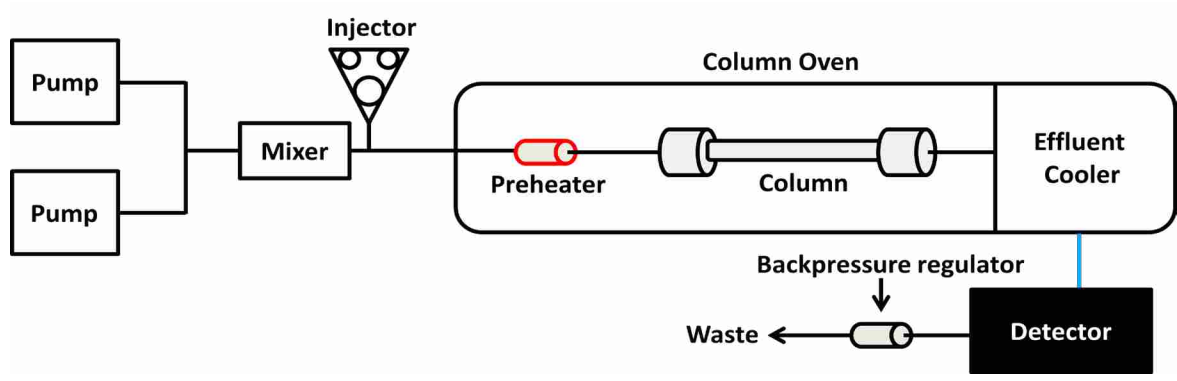 Injector
Pump
Column Oven
Mixer
Effluent
Cooler
Preheater
Column
Pump
Backpressure regulator
Waste
Detector